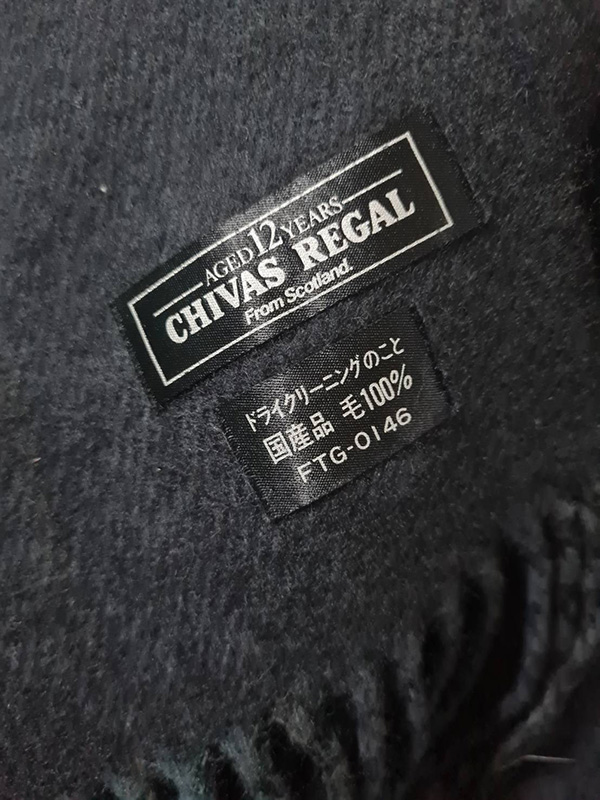 AGED 12 YEARS
CHIVAS REGAL
From Scotland.
ドライクリーニングのこと
国産品 毛100%
FTG-0146